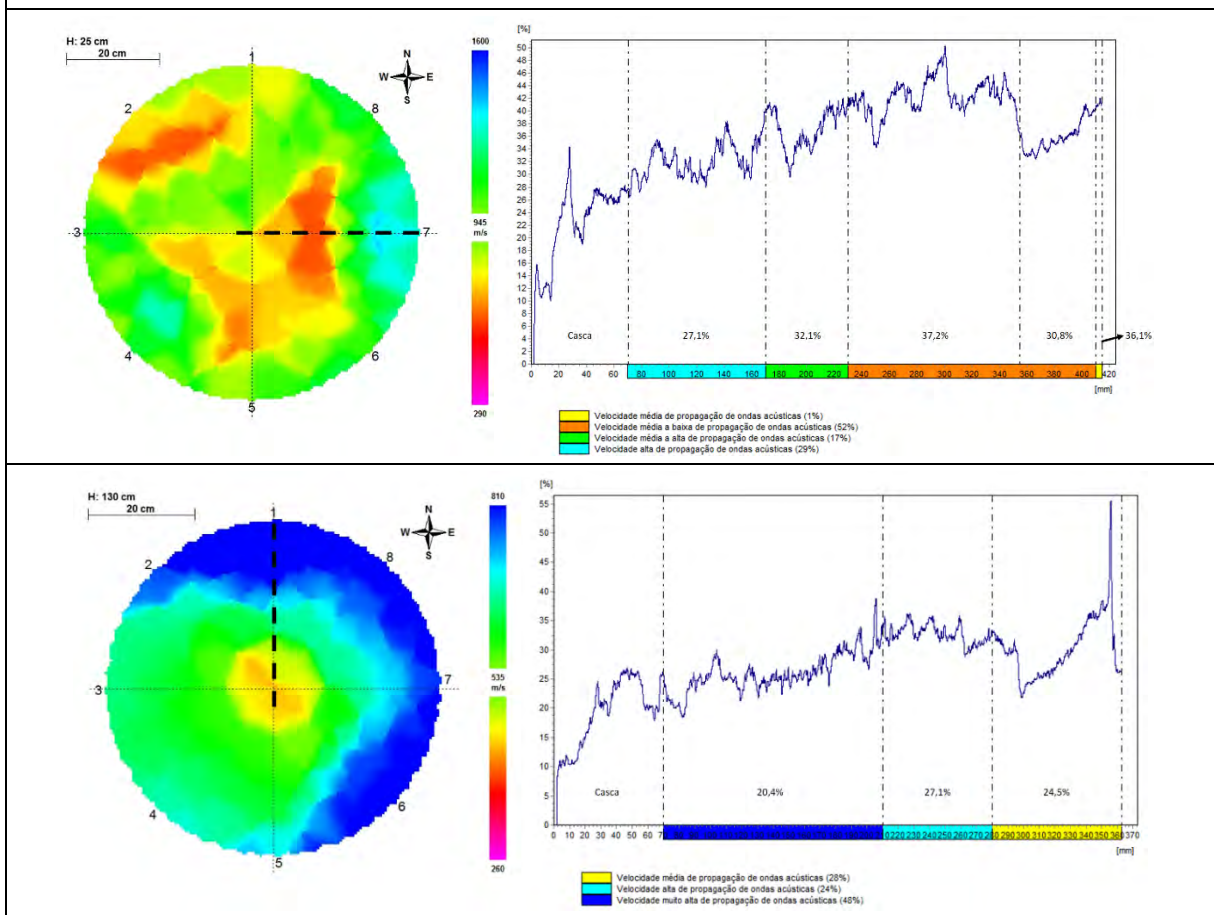 H: 25 cm
20 cm
N
W E
S
1
2
3
4
5
6
7
8
1600
945
m/s
290
[%]
50
48
46
44
42
40
38
36
34
32
30
28
26
24
22
20
18
16
14
12
10
8
6
4
2
0
Casca 27,1% 32,1% 37,2% 30,8% 36,1%
0 20 40 60 80 100 120 140 160 180 200 220 240 260 280 300 320 340 360 380 400 420
[mm]
Velocidade média de propagação de ondas acústicas (1%)
Velocidade média a baixa de propagação de ondas acústicas (52%)
Velocidade média a alta de propagação de ondas acústicas (17%)
Velocidade alta de propagação de ondas acústicas (29%)
H: 130 cm
20 cm
N
W E
S
1
2
3
4
5
6
7
8
810
535
m/s
260
[%]
55
50
45
40
35
30
25
20
15
10
5
0
Casca 20,4% 27,1% 24,5%
0 10 20 30 40 50 60 220 230 240 250 260 270 280 290 300 310 320 330 340 350 360 370
[mm]
Velocidade média de propagação de ondas acústicas (28%)
Velocidade alta de propagação de ondas acústicas (24%)
Velocidade muito alta de propagação de ondas acústicas (48%)